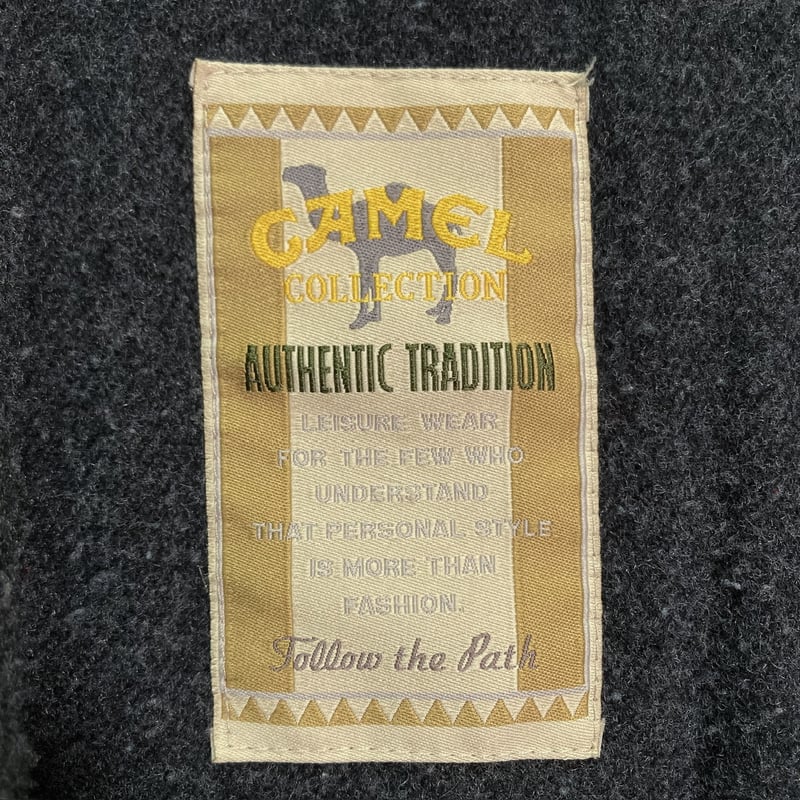 CAMEL
COLLECTION
AUTHENTIC TRADITION
LEISURE WEAR
FOR THE FEW WHO
UNDERSTAND
THAT PERSONAL STYLE
IS MORE THAN
FASHION.
Follow the Path